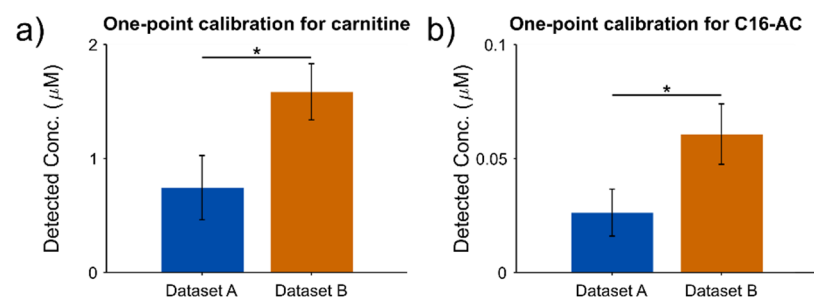 a)
One-point calibration for carnitine
2
1
0
Detected Conc. (μM)
*
Dataset A
Dataset B
b)
One-point calibration for C16-AC
0.1
0.05
0
Detected Conc. (μM)
*
Dataset A
Dataset B